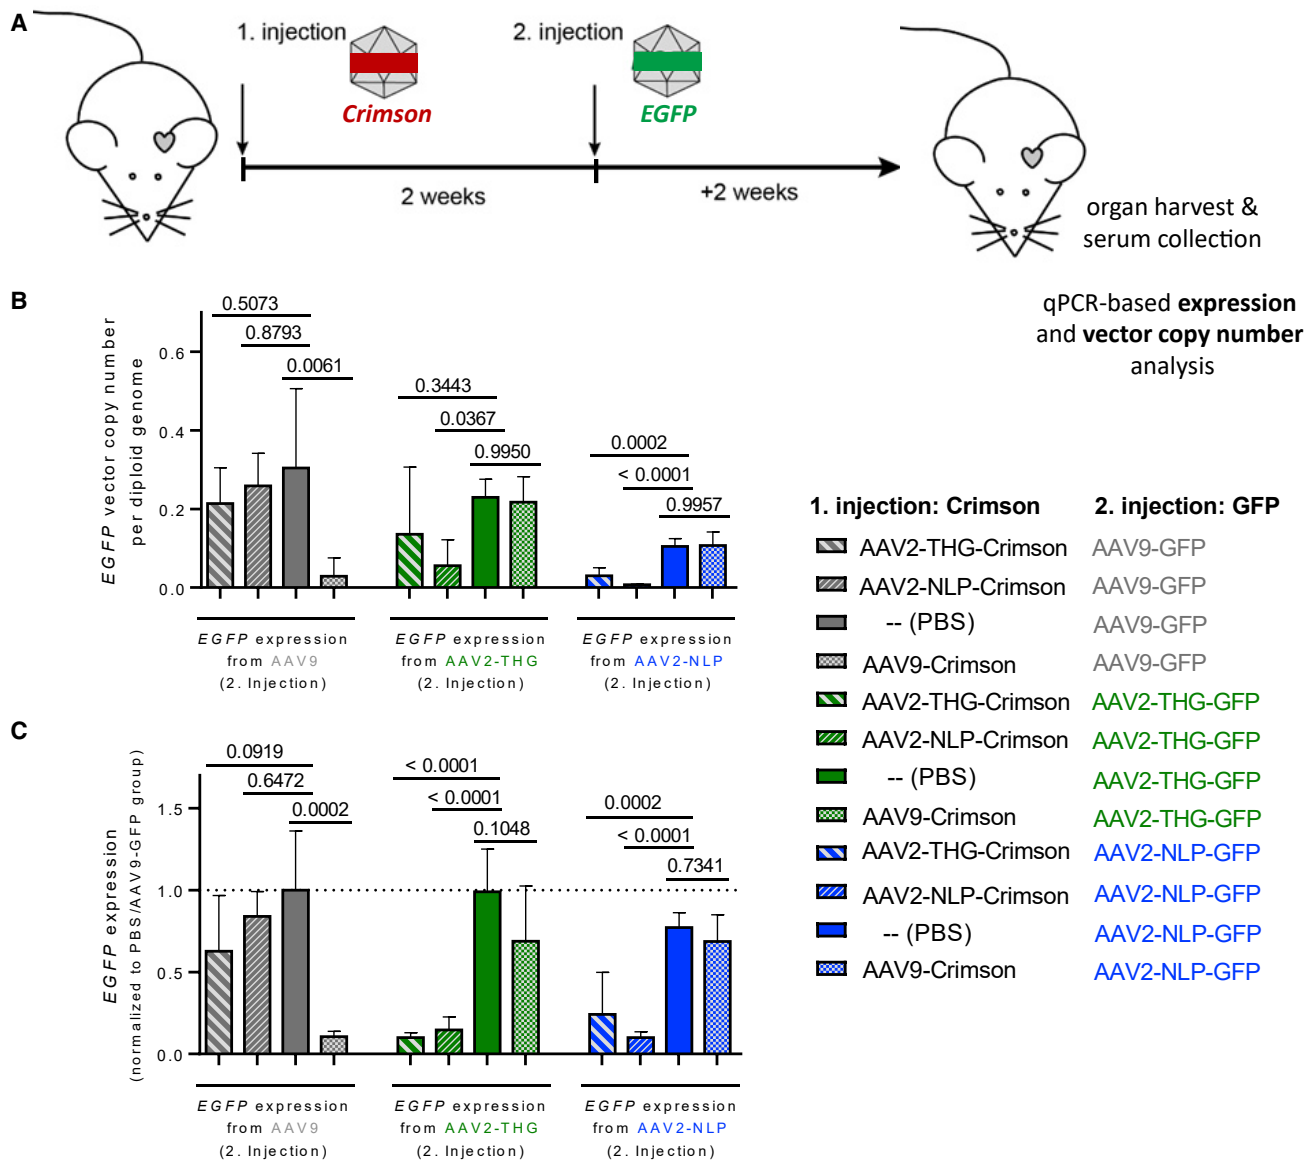 A
1. injection
Crimson
2. injection
EGFP
2 weeks
+2 weeks
organ harvest &
serum collection
qPCR-based expression
and vector copy number
analysis
B
EGFP vector copy number
per diploid genome
0.6
0.4
0.2
0.0
0.5073
0.8793
0.0061
0.3443
0.0367
0.9950
0.0002
< 0.0001
0.9957
EGFP expression
from AAV9
(2. Injection)
EGFP expression
from AAV2-THG
(2. Injection)
EGFP expression
from AAV2-NLP
(2. Injection)
C
EGFP expression
(normalized to PBS/AAV9-GFP group)
1.5
1.0
0.5
0.0
0.0919
0.6472
0.0002
< 0.0001
< 0.0001
0.1048
0.0002
< 0.0001
0.7341
EGFP expression
from AAV9
(2. Injection)
EGFP expression
from AAV2-THG
(2. Injection)
EGFP expression
from AAV2-NLP
(2. Injection)
1. injection: Crimson 2. injection: GFP
AAV2-THG-Crimson AAV9-GFP
AAV2-NLP-Crimson AAV9-GFP
-- (PBS) AAV9-GFP
AAV9-Crimson AAV9-GFP
AAV2-THG-Crimson AAV2-THG-GFP
AAV2-NLP-Crimson AAV2-THG-GFP
-- (PBS) AAV2-THG-GFP
AAV9-Crimson AAV2-THG-GFP
AAV2-THG-Crimson AAV2-NLP-GFP
AAV2-NLP-Crimson AAV2-NLP-GFP
-- (PBS) AAV2-NLP-GFP
AAV9-Crimson AAV2-NLP-GFP